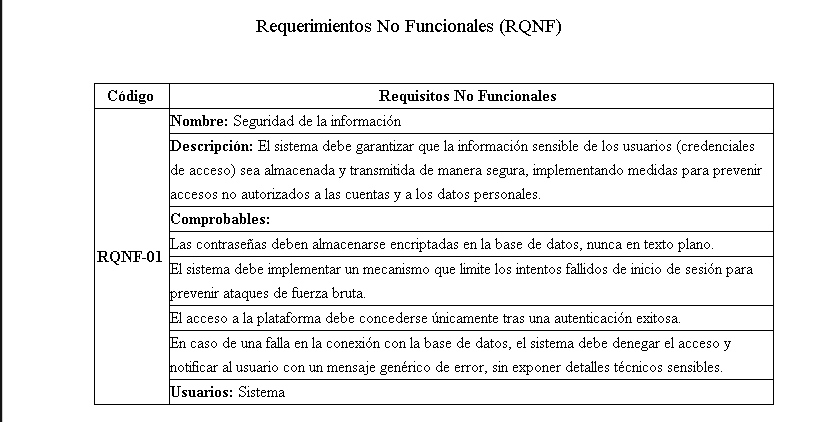 Requerimientos No Funcionales (RQNF)
Código
Requisitos No Funcionales
RQNF-01
Nombre: Seguridad de la información
Descripción: El sistema debe garantizar que la información sensible de los usuarios (credenciales
de acceso) sea almacenada y transmitida de manera segura, implementando medidas para prevenir
accesos no autorizados a las cuentas y a los datos personales.
Comprobables:
Las contraseñas deben almacenarse encriptadas en la base de datos, nunca en texto plano.
El sistema debe implementar un mecanismo que limite los intentos fallidos de inicio de sesión para
prevenir ataques de fuerza bruta.
El acceso a la plataforma debe concederse únicamente tras una autenticación exitosa.
En caso de una falla en la conexión con la base de datos, el sistema debe denegar el acceso y
notificar al usuario con un mensaje genérico de error, sin exponer detalles técnicos sensibles.
Usuarios: Sistema